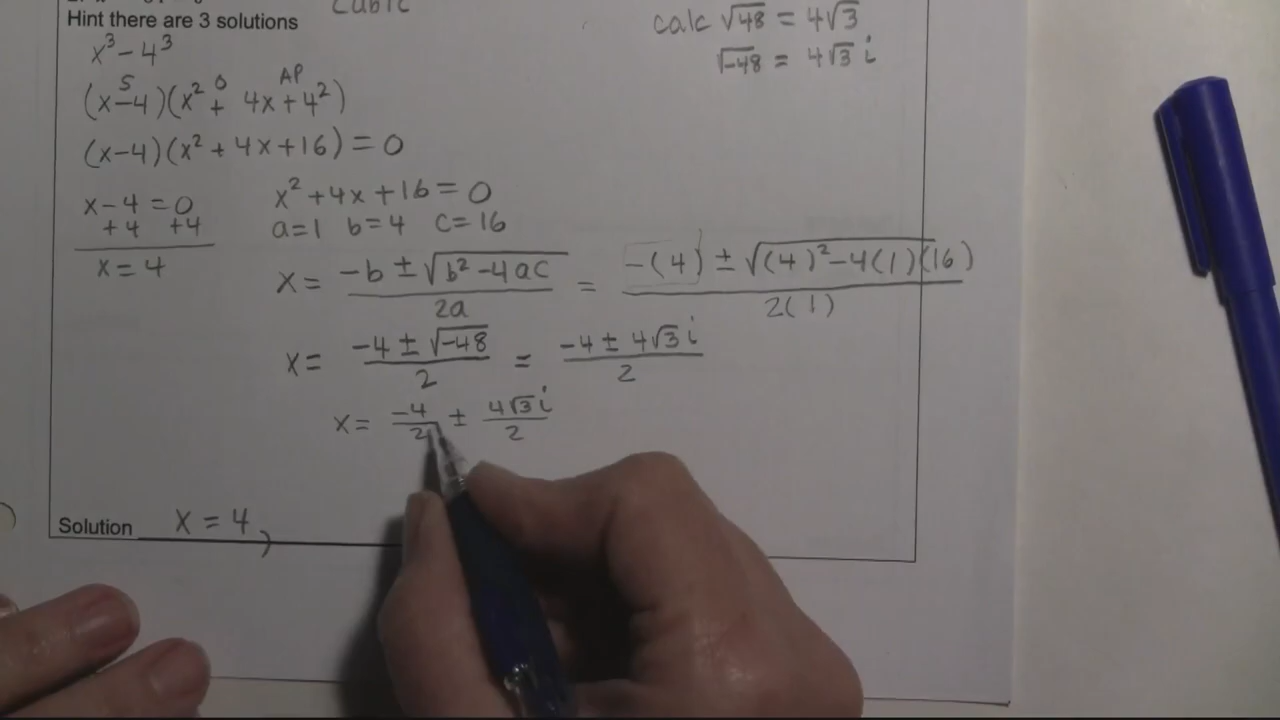 Cubic
Hint there are 3 solutions
x³ - 4³
S O AP
(x - 4)(x² + 4x + 4²)
(x-4)(x² + 4x + 16) = 0
x - 4 = 0
+4 +4
x = 4
x² + 4x + 16 = 0
a=1 b=4 c=16
x = -b ± √b² - 4ac / 2a = -(4) ± √(4)² - 4(1)(16) / 2(1)
x = -4 ± √-48 / 2 = -4 ± 4√3 i / 2
x = -4/2 ± 4√3 i / 2
Solution x = 4,
calc √48 = 4√3
√-48 = 4√3 i